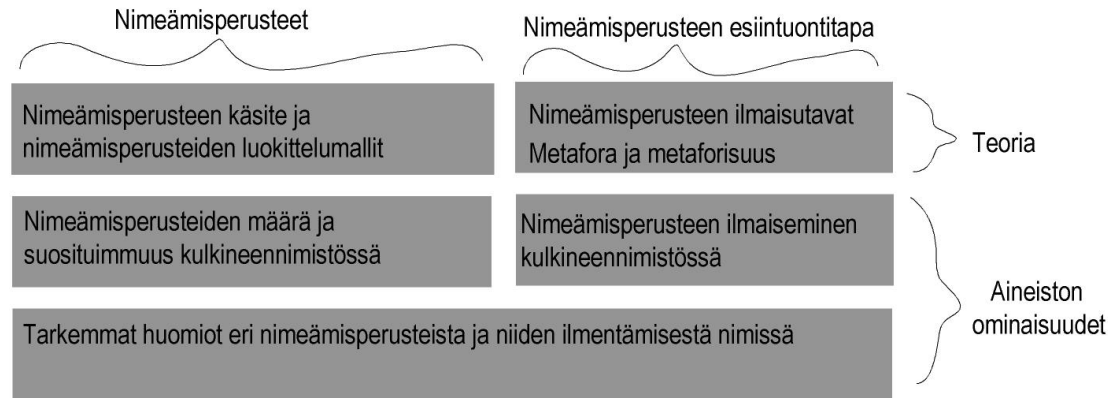 Nimeämisperusteet
Nimeämisperusteen esiintuontitapa
Nimeämisperusteen käsite ja
nimeämisperusteiden luokittelumallit
Nimeämisperusteen ilmaisutavat
Metafora ja metaforisuus
Teoria
Nimeämisperusteiden määrä ja
suosituimmuus kulkineennimistössä
Nimeämisperusteen ilmaiseminen
kulkineennimistössä
Aineiston
ominaisuudet
Tarkemmat huomiot eri nimeämisperusteista ja niiden ilmentämisestä nimissä